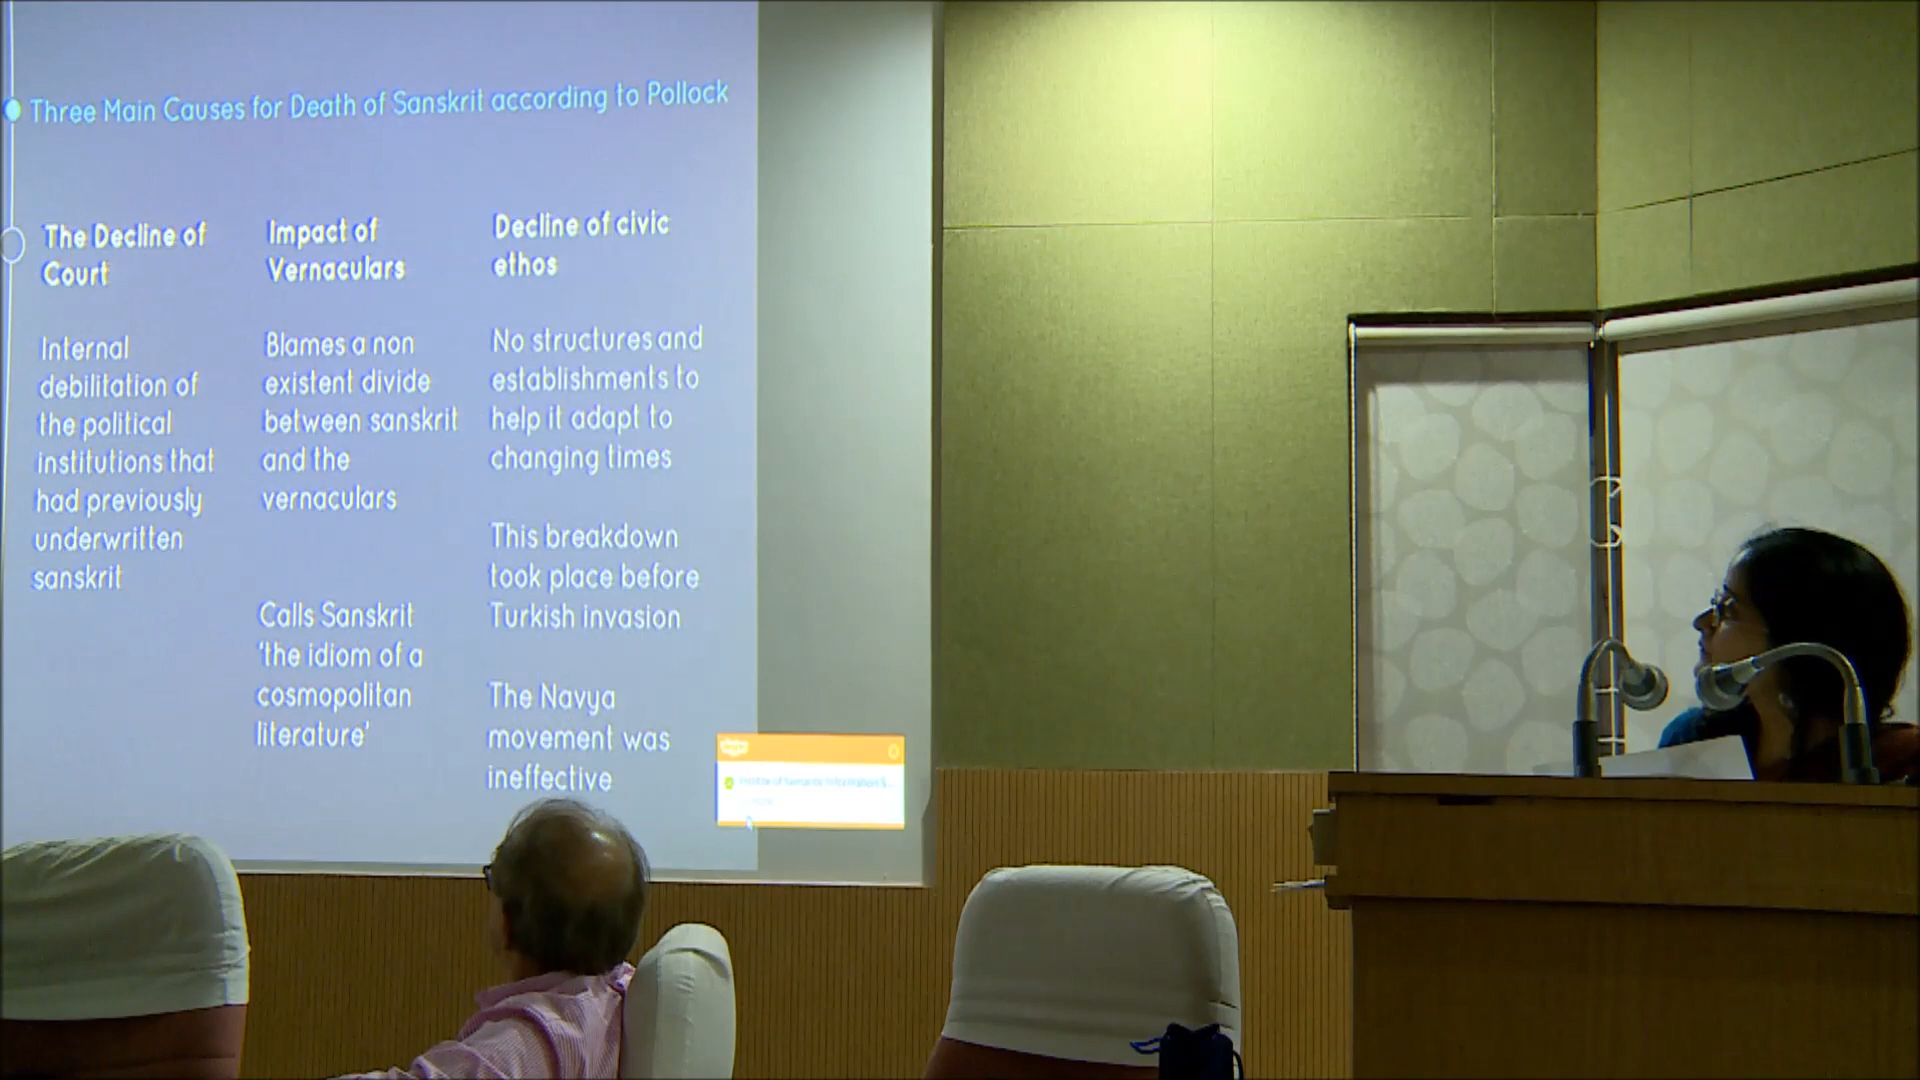 Three Main Causes for Death of Sanskrit according to Pollock
The Decline of
Court
Internal
debilitation of
the political
institutions that
had previously
underwritten
sanskrit
Impact of
Vernaculars
Blames a non
existent divide
between sanskrit
and the
vernaculars
Calls Sanskrit
'the idiom of a
cosmopolitan
literature'
Decline of civic
ethos
No structures and
establishments to
help it adapt to
changing times
This breakdown
took place before
Turkish invasion
The Navya
movement was
ineffective